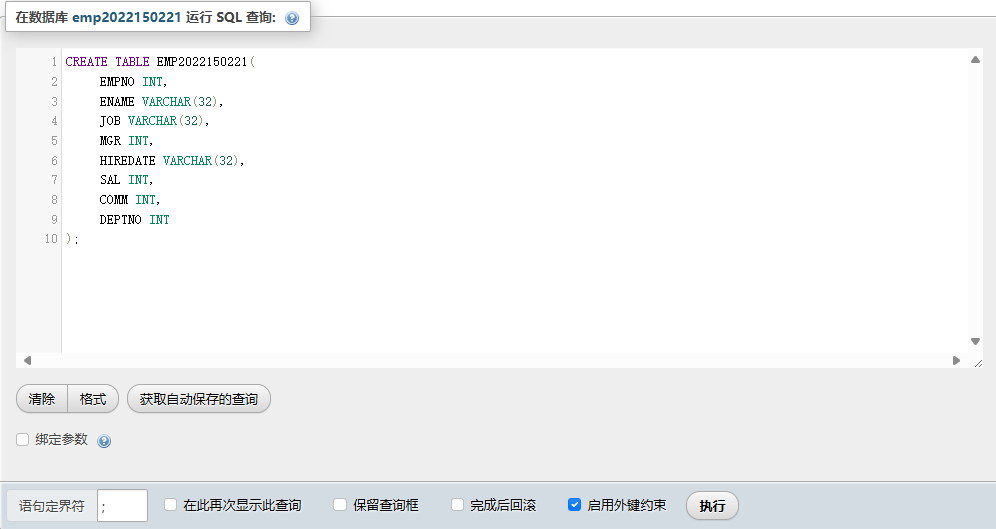 在数据库 emp2022150221 运行 SQL 查询:
1 CREATE TABLE EMP2022150221(
2 EMPNO INT,
3 ENAME VARCHAR(32),
4 JOB VARCHAR(32),
5 MGR INT,
6 HIREDATE VARCHAR(32),
7 SAL INT,
8 COMM INT,
9 DEPTNO INT
10 );
清除 格式 获取自动保存的查询
绑定参数
语句定界符 ; 在此再次显示此查询 保留查询框 完成后回滚 启用外键约束 执行